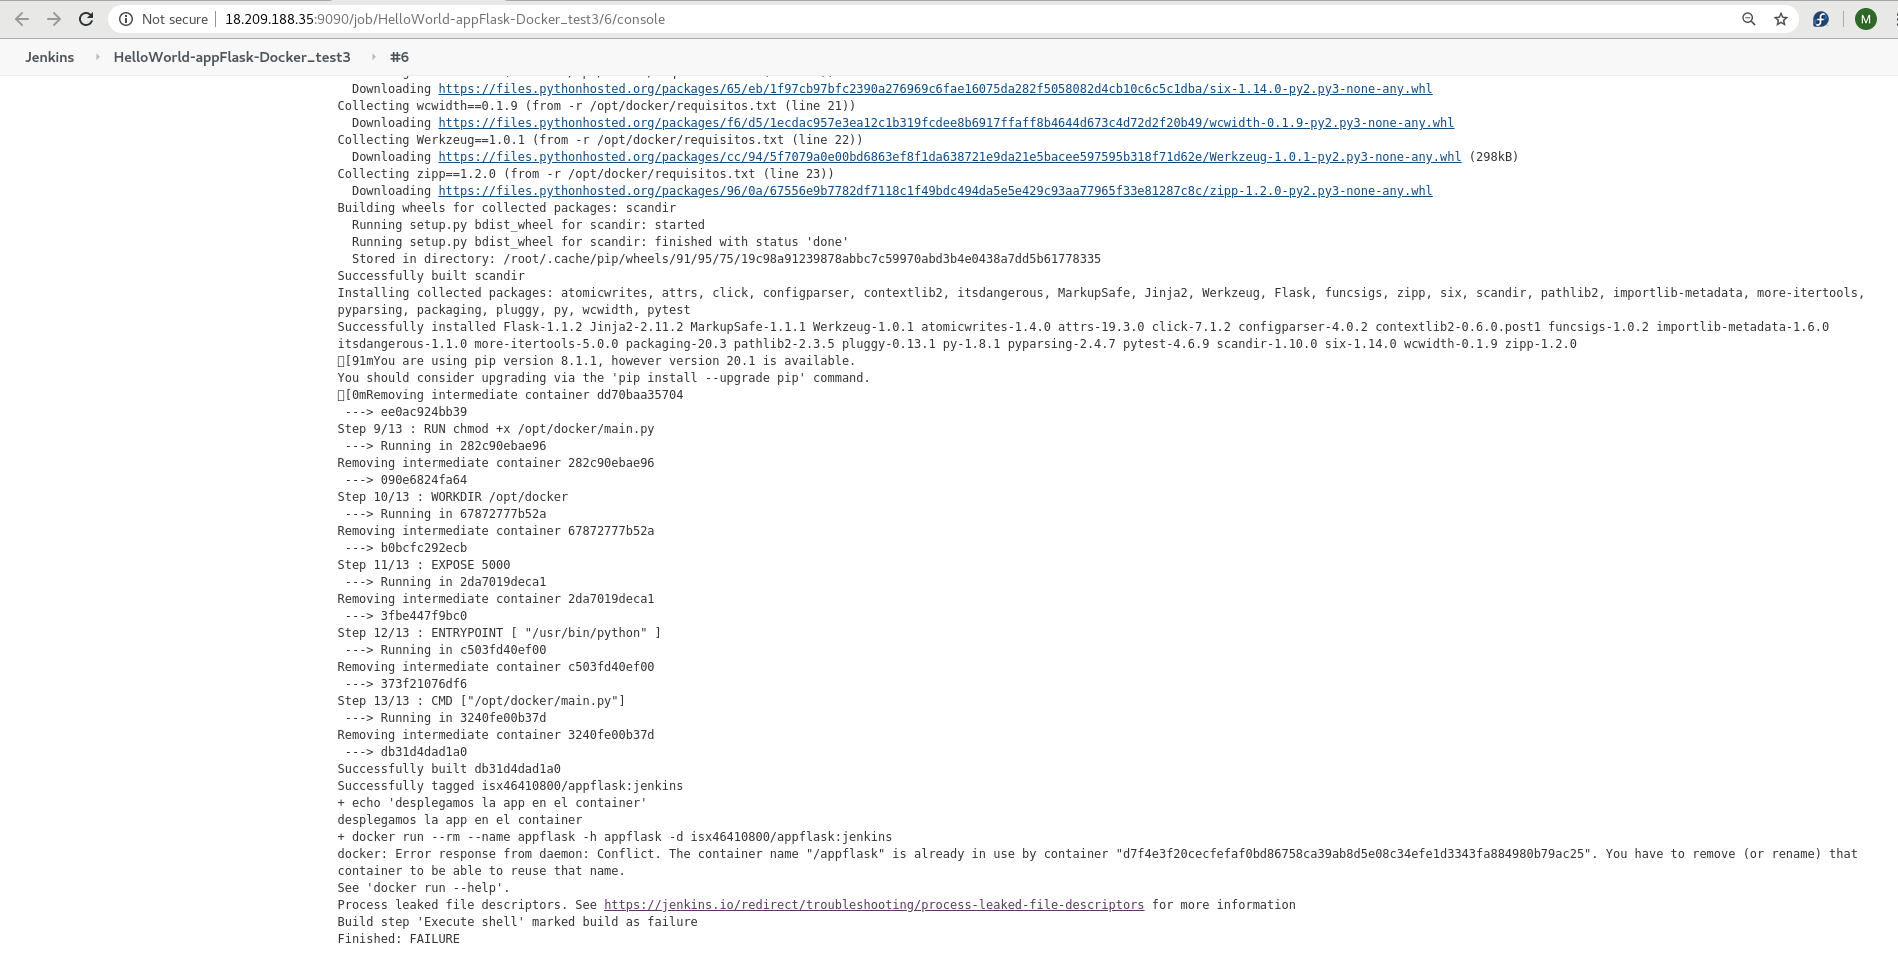 Not secure | 18.209.188.35:9090/job/HelloWorld-appFlask-Docker_test3/6/console
M
Jenkins HelloWorld-appFlask-Docker_test3 #6
Downloading https://files.pythonhosted.org/packages/65/eb/1f97cb97bfc2390a276969c6fae16075da282f5058082d4cb10c6c5c1dba/six-1.14.0-py2.py3-none-any.whl
Collecting wcwidth==0.1.9 (from -r /opt/docker/requisitos.txt (line 21))
Downloading https://files.pythonhosted.org/packages/f6/d5/1ecdac957e3ea12c1b319fcdee8b6917ffaff8b4644d673c4d72d2f20b49/wcwidth-0.1.9-py2.py3-none-any.whl
Collecting Werkzeug==1.0.1 (from -r /opt/docker/requisitos.txt (line 22))
Downloading https://files.pythonhosted.org/packages/cc/94/5f7079a0e00bd6863ef8f1da638721e9da21e5bacee597595b318f71d62e/Werkzeug-1.0.1-py2.py3-none-any.whl (298kB)
Collecting zipp==1.2.0 (from -r /opt/docker/requisitos.txt (line 23))
Downloading https://files.pythonhosted.org/packages/96/0a/67556e9b7782df7118c1f49bdc494da5e5e429c93aa77965f33e81287c8c/zipp-1.2.0-py2.py3-none-any.whl
Building wheels for collected packages: scandir
Running setup.py bdist_wheel for scandir: started
Running setup.py bdist_wheel for scandir: finished with status 'done'
Stored in directory: /root/.cache/pip/wheels/91/95/75/19c98a91239878abbc7c59970abd3b4e0438a7dd5b61778335
Successfully built scandir
Installing collected packages: atomicwrites, attrs, click, configparser, contextlib2, itsdangerous, MarkupSafe, Jinja2, Werkzeug, Flask, funcsigs, zipp, six, scandir, pathlib2, importlib-metadata, more-itertools,
pyparsing, packaging, pluggy, py, wcwidth, pytest
Successfully installed Flask-1.1.2 Jinja2-2.11.2 MarkupSafe-1.1.1 Werkzeug-1.0.1 atomicwrites-1.4.0 attrs-19.3.0 click-7.1.2 configparser-4.0.2 contextlib2-0.6.0.post1 funcsigs-1.0.2 importlib-metadata-1.6.0
itsdangerous-1.1.0 more-itertools-5.0.0 packaging-20.3 pathlib2-2.3.5 pluggy-0.13.1 py-1.8.1 pyparsing-2.4.7 pytest-4.6.9 scandir-1.10.0 six-1.14.0 wcwidth-0.1.9 zipp-1.2.0
[91mYou are using pip version 8.1.1, however version 20.1 is available.
You should consider upgrading via the 'pip install --upgrade pip' command.
[0mRemoving intermediate container dd70baa35704
---> ee0ac924bb39
Step 9/13 : RUN chmod +x /opt/docker/main.py
---> Running in 282c90ebae96
Removing intermediate container 282c90ebae96
---> 090e6824fa64
Step 10/13 : WORKDIR /opt/docker
---> Running in 67872777b52a
Removing intermediate container 67872777b52a
---> b0bcfc292ecb
Step 11/13 : EXPOSE 5000
---> Running in 2da7019deca1
Removing intermediate container 2da7019deca1
---> 3fbe447f9bc0
Step 12/13 : ENTRYPOINT [ "/usr/bin/python" ]
---> Running in c503fd40ef00
Removing intermediate container c503fd40ef00
---> 373f21076df6
Step 13/13 : CMD ["/opt/docker/main.py"]
---> Running in 3240fe00b37d
Removing intermediate container 3240fe00b37d
---> db31d4dad1a0
Successfully built db31d4dad1a0
Successfully tagged isx46410800/appflask:jenkins
+ echo 'desplegamos la app en el container'
desplegamos la app en el container
+ docker run --rm --name appflask -h appflask -d isx46410800/appflask:jenkins
docker: Error response from daemon: Conflict. The container name "/appflask" is already in use by container "d7f4e3f20cecfefaf0bd86758ca39ab8d5e08c34efe1d3343fa884980b79ac25". You have to remove (or rename) that
container to be able to reuse that name.
See 'docker run --help'.
Process leaked file descriptors. See https://jenkins.io/redirect/troubleshooting/process-leaked-file-descriptors for more information
Build step 'Execute shell' marked build as failure
Finished: FAILURE